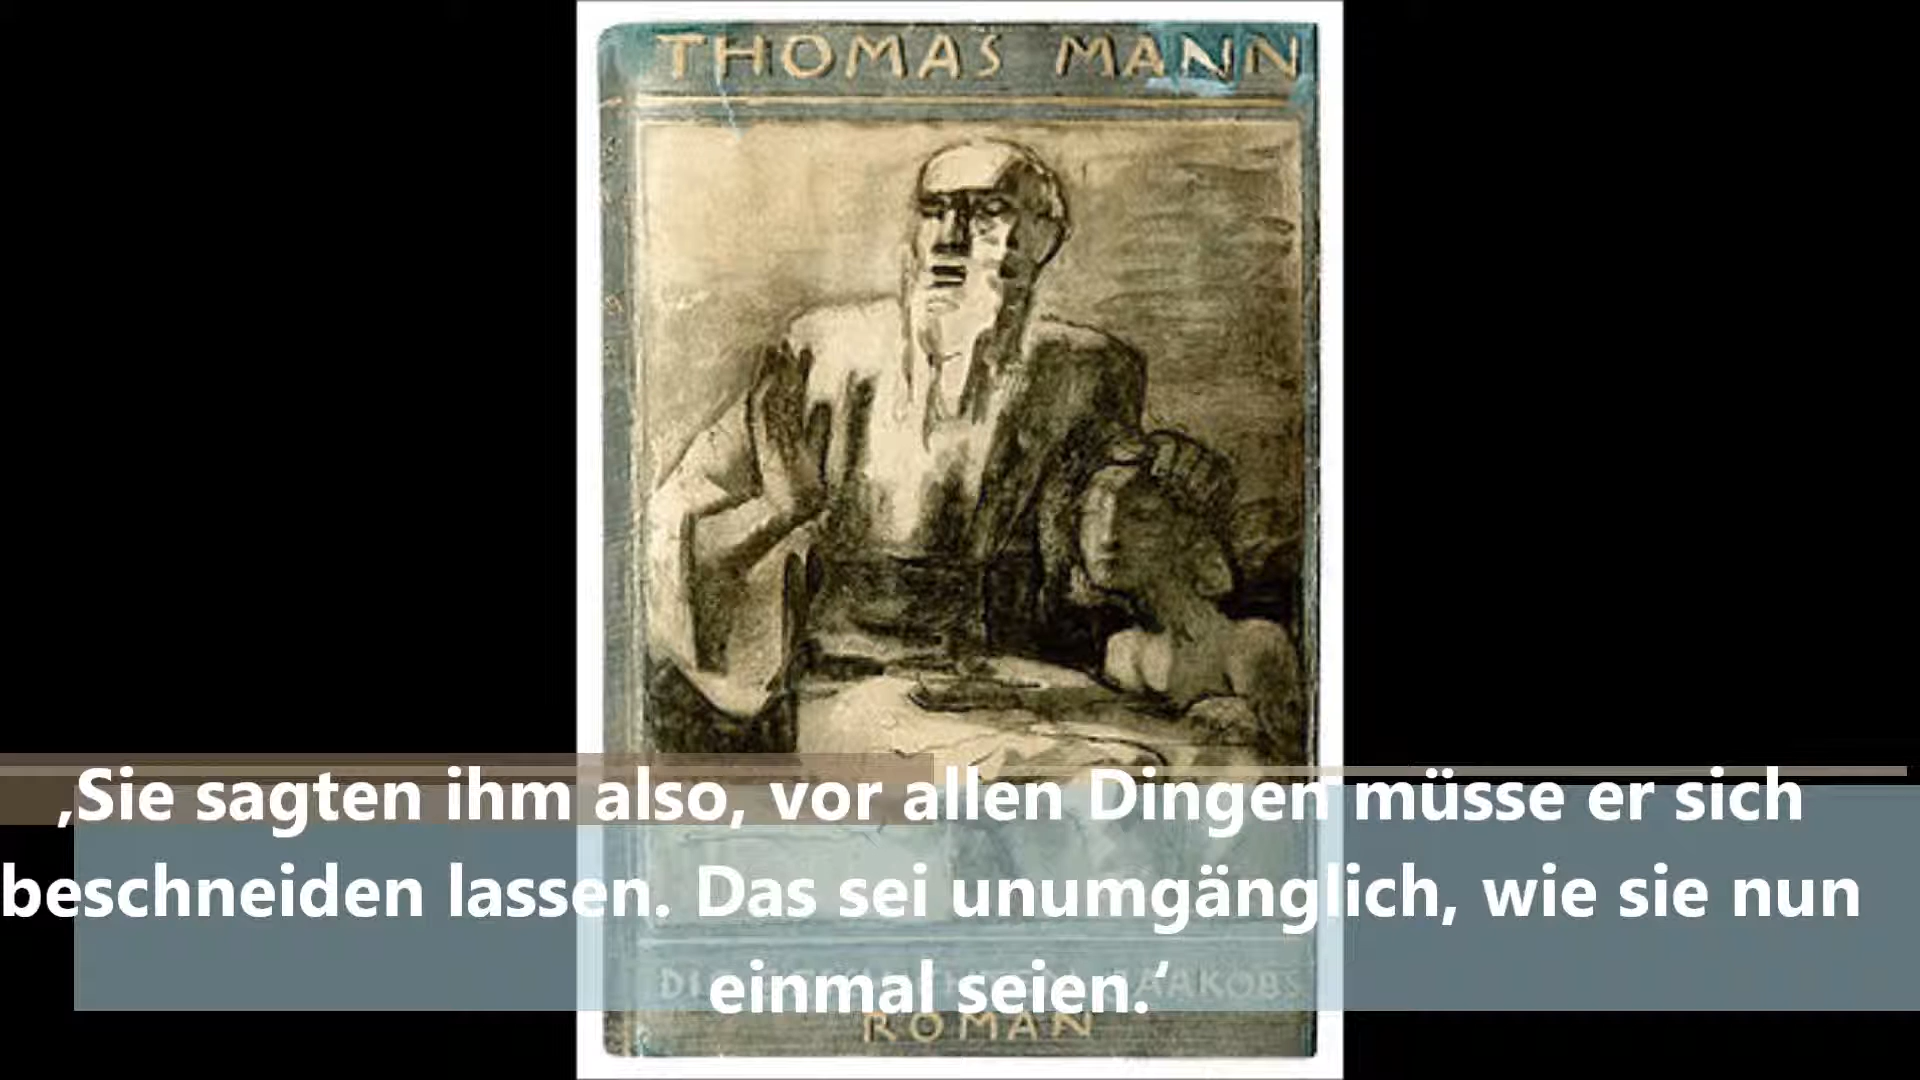 THOMAS MANN
‚Sie sagten ihm also, vor allen Dingen müsse er sich
beschneiden lassen. Das sei unumgänglich, wie sie nun
einmal seien.‘
JAAKOBS
ROMAN